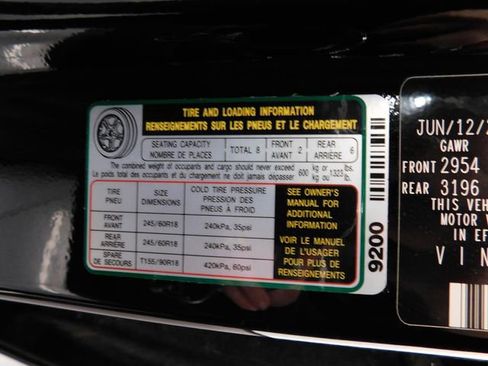 TIRE AND LOADING INFORMATION
RENSEIGNEMENTS SUR LES PNEUS ET LE CHARGEMENT
SEATING CAPACITY
NOMBRE DE PLACES
TOTAL 8
FRONT
AVANT 2
REAR
ARRIÈRE 6
The combined weight of occupants and cargo should never exceed
Le poids total des occupants et du chargement ne doit jamais dépasser
600 kg or / kg ou 1323 lbs. / lb.
TIRE
PNEU
SIZE
DIMENSIONS
COLD TIRE PRESSURE
PRESSION DES
PNEUS À FROID
FRONT
AVANT
245/60R18
240kPa, 35psi
REAR
ARRIÈRE
245/60R18
240kPa, 35psi
SPARE
DE SECOURS
T155/90R18
420kPa, 60psi
SEE OWNER'S
MANUAL FOR
ADDITIONAL
INFORMATION
VOIR LE MANUEL
DE L'USAGER
POUR PLUS DE
RENSEIGNEMENTS
9200
JUN/12/2
GAWR
FRONT 2954
REAR 3196
THIS VEH
MOTOR V
IN EF
VIN